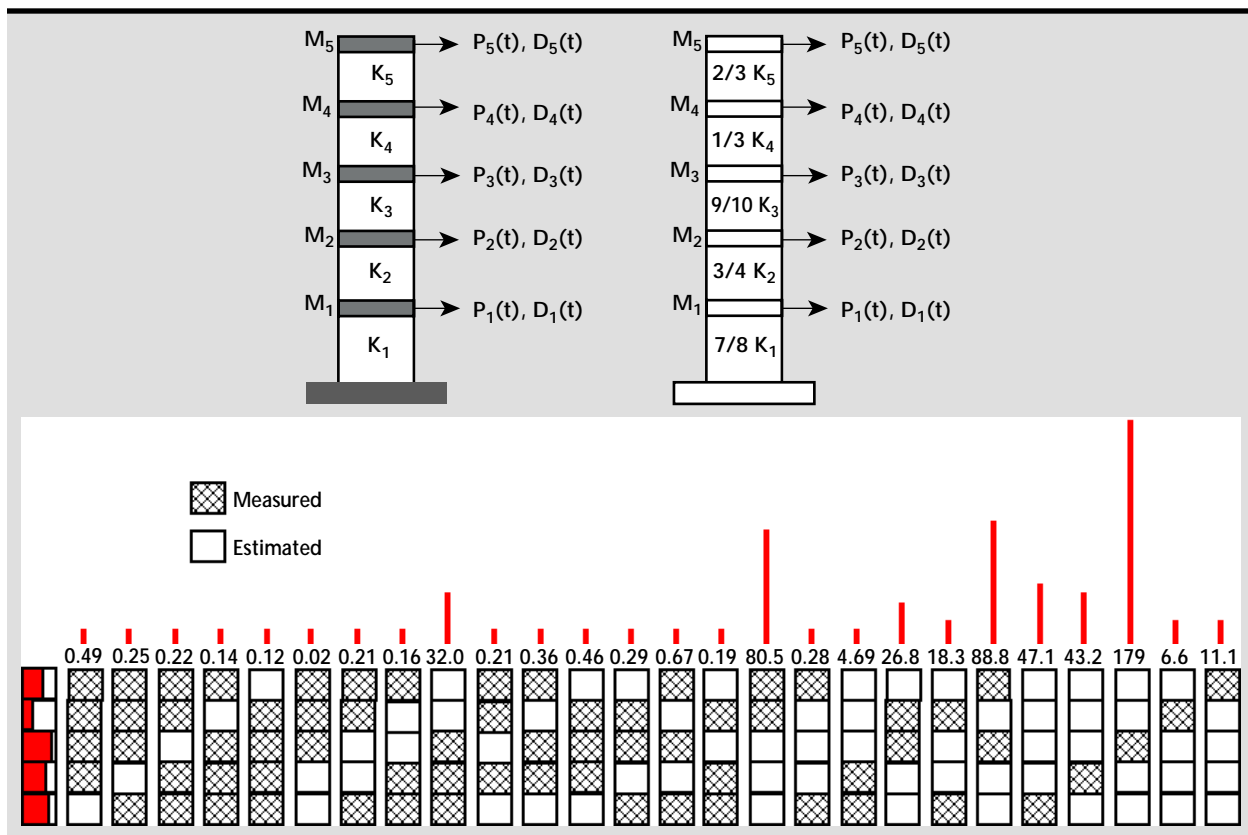 M5 P5(t), D5(t) M5 P5(t), D5(t)
K5 2/3 K5
M4 P4(t), D4(t) M4 P4(t), D4(t)
K4 1/3 K4
M3 P3(t), D3(t) M3 P3(t), D3(t)
K3 9/10 K3
M2 P2(t), D2(t) M2 P2(t), D2(t)
K2 3/4 K2
M1 P1(t), D1(t) M1 P1(t), D1(t)
K1 7/8 K1
Measured
Estimated
0.49 0.25 0.22 0.14 0.12 0.02 0.21 0.16 32.0 0.21 0.36 0.46 0.29 0.67 0.19 80.5 0.28 4.69 26.8 18.3 88.8 47.1 43.2 179 6.6 11.1